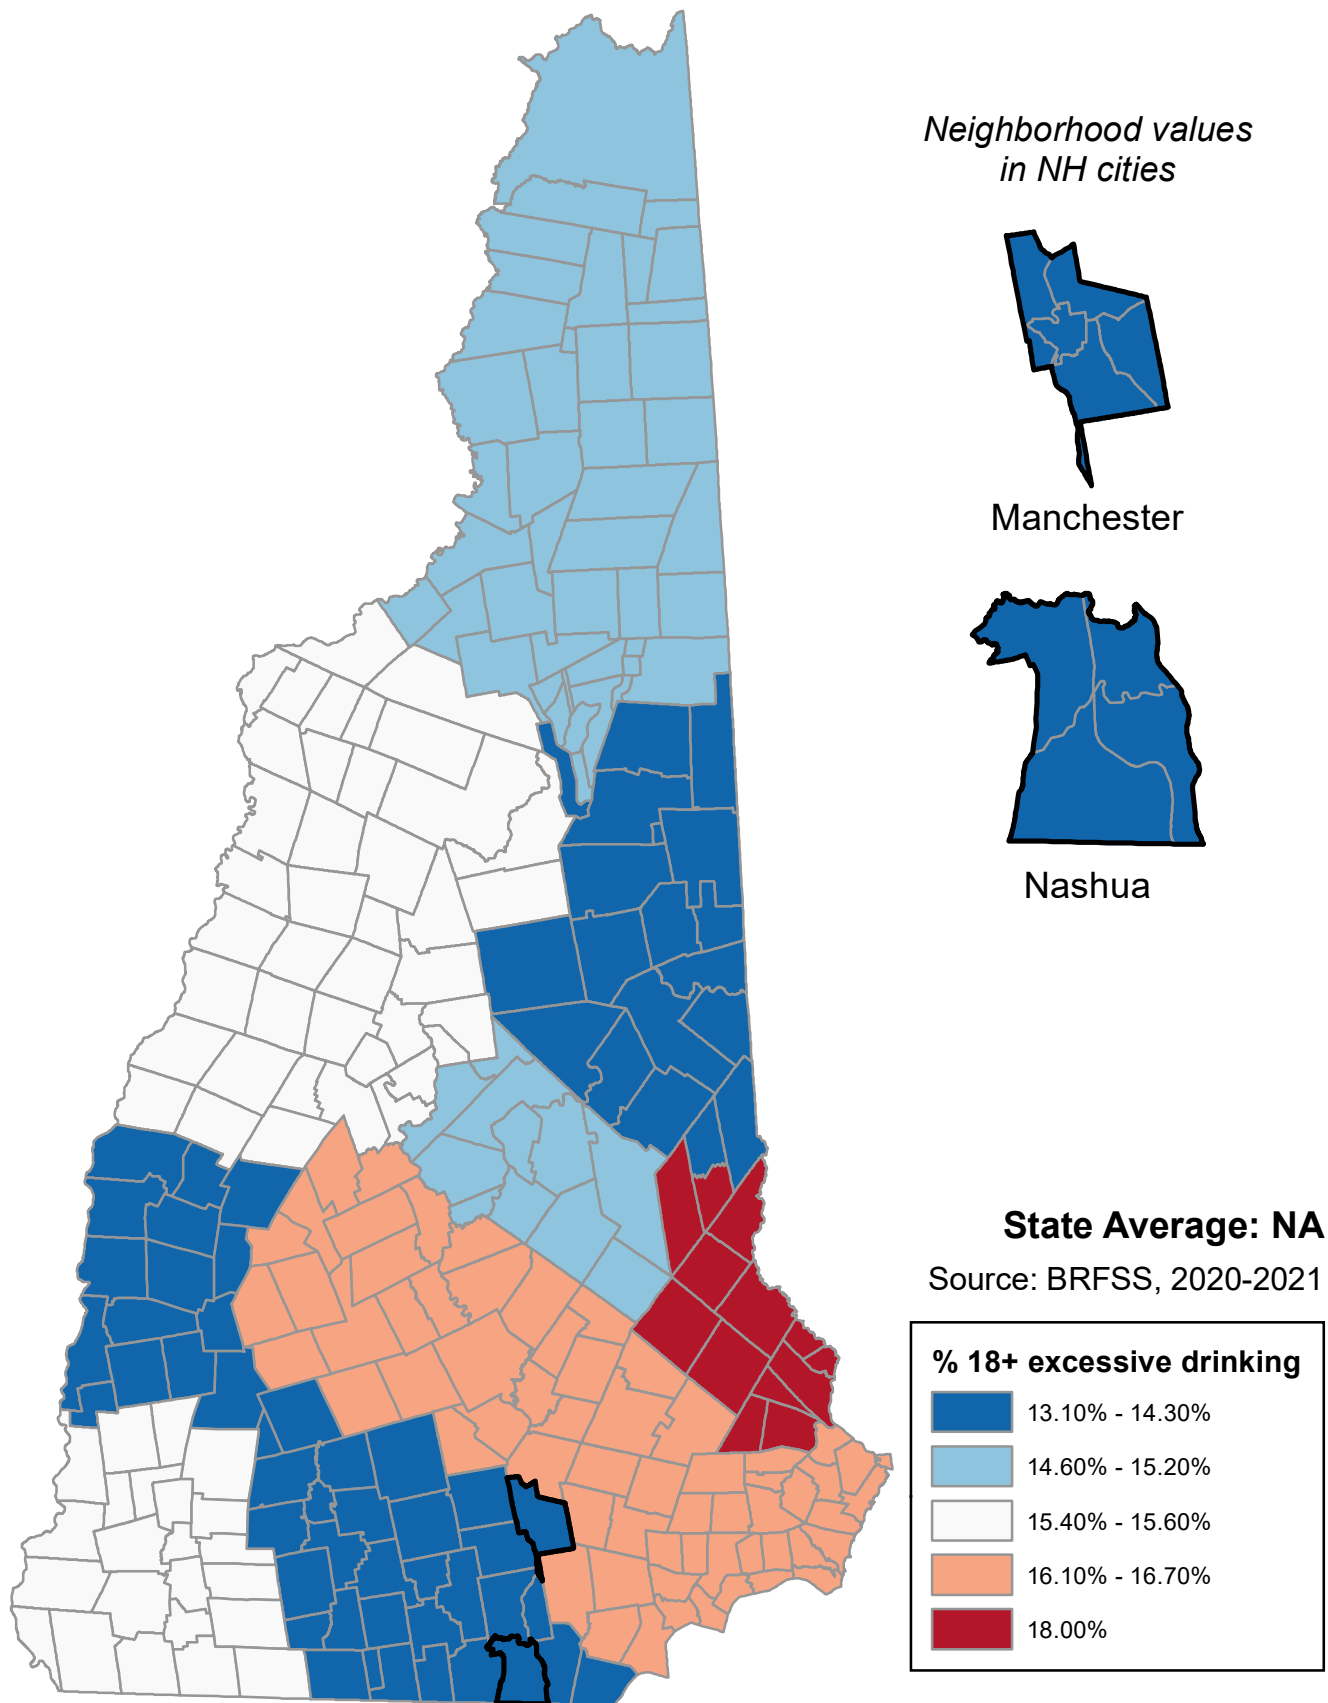 Neighborhood values
in NH cities
Manchester
Nashua
State Average: NA
Source: BRFSS, 2020-2021
% 18+ excessive drinking
13.10% - 14.30%
14.60% - 15.20%
15.40% - 15.60%
16.10% - 16.70%
18.00%